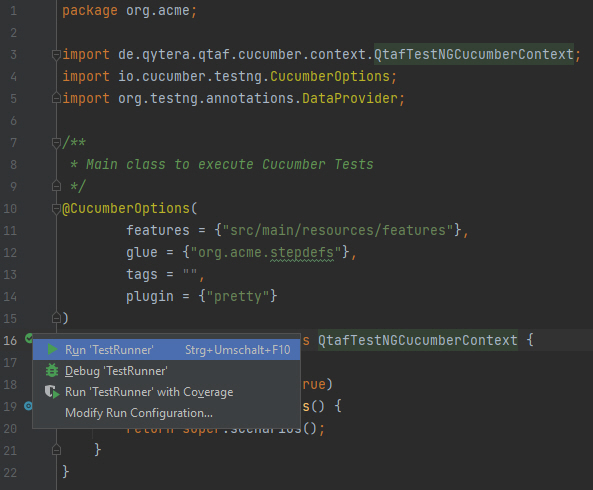 1 package org.acme;
2
3 import de.qytera.qtaf.cucumber.context.QtafTestNGCucumberContext;
4 import io.cucumber.testng.CucumberOptions;
5 import org.testng.annotations.DataProvider;
6
7 /**
8 * Main class to execute Cucumber Tests
9 */
10 @CucumberOptions(
11 features = {"src/main/resources/features"},
12 glue = {"org.acme.stepdefs"},
13 tags = "",
14 plugin = {"pretty"}
15 )
16 s QtafTestNGCucumberContext {
Run 'TestRunner' Strg+Umschalt+F10
17
Debug 'TestRunner'
18 rue)
Run 'TestRunner' with Coverage
19 s() {
Modify Run Configuration...
20 return super.scenarios();
21 }
22 }